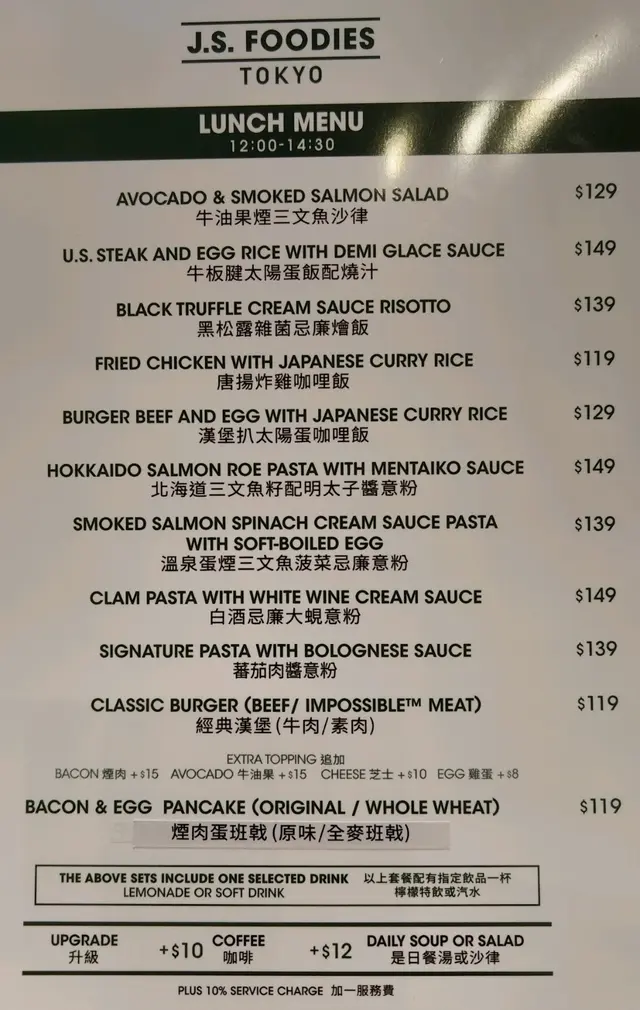 J.S. FOODIES
TOKYO
LUNCH MENU
12:00-14:30
AVOCADO & SMOKED SALMON SALAD $129
牛油果煙三文魚沙律
U.S. STEAK AND EGG RICE WITH DEMI GLACE SAUCE $149
牛板腱太陽蛋飯配燒汁
BLACK TRUFFLE CREAM SAUCE RISOTTO $139
黑松露雜菌忌廉燴飯
FRIED CHICKEN WITH JAPANESE CURRY RICE $119
唐揚炸雞咖哩飯
BURGER BEEF AND EGG WITH JAPANESE CURRY RICE $129
漢堡扒太陽蛋咖哩飯
HOKKAIDO SALMON ROE PASTA WITH MENTAIKO SAUCE $149
北海道三文魚籽配明太子醬意粉
SMOKED SALMON SPINACH CREAM SAUCE PASTA $139
WITH SOFT-BOILED EGG
溫泉蛋煙三文魚菠菜忌廉意粉
CLAM PASTA WITH WHITE WINE CREAM SAUCE $149
白酒忌廉大蜆意粉
SIGNATURE PASTA WITH BOLOGNESE SAUCE $139
蕃茄肉醬意粉
CLASSIC BURGER (BEEF/ IMPOSSIBLE™ MEAT) $119
經典漢堡(牛肉/素肉)
EXTRA TOPPING 追加
BACON 煙肉 +$15 AVOCADO 牛油果 +$15 CHEESE 芝士 +$10 EGG 雞蛋 +$8
BACON & EGG PANCAKE (ORIGINAL / WHOLE WHEAT) $119
煙肉蛋班戟(原味/全麥班戟)
THE ABOVE SETS INCLUDE ONE SELECTED DRINK 以上套餐配有指定飲品一杯
LEMONADE OR SOFT DRINK 檸檬特飲或汽水
UPGRADE +$10 COFFEE +$12 DAILY SOUP OR SALAD
升級 咖啡 是日餐湯或沙律
PLUS 10% SERVICE CHARGE 加一服務費